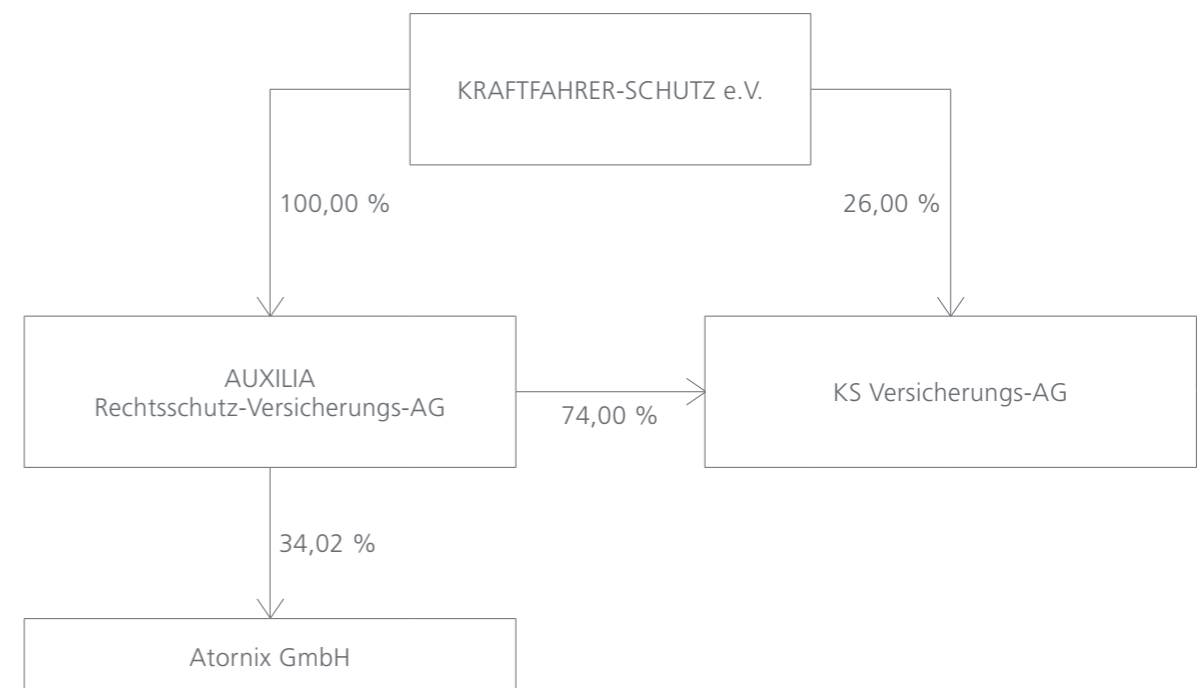 KRAFTFAHRER-SCHUTZ e.V.
100,00 %
26,00 %
AUXILIA
Rechtsschutz-Versicherungs-AG
74,00 %
KS Versicherungs-AG
34,02 %
Atornix GmbH